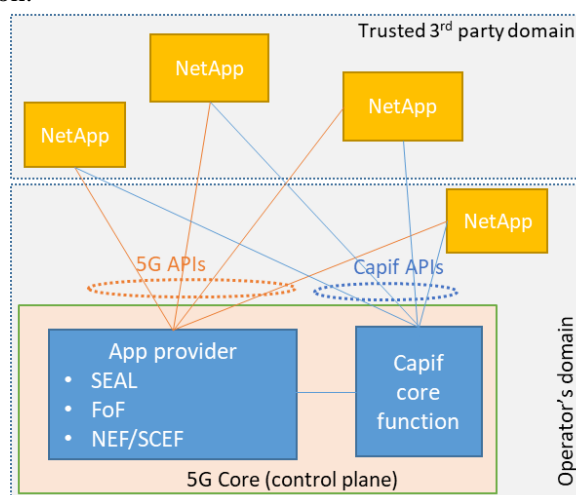 on.
Trusted 3rd party domain
NetApp
NetApp
NetApp
NetApp
5G APIs
Capif APIs
App provider
• SEAL
• FoF
• NEF/SCEF
Capif
core
function
5G Core (control plane)
Operator's domain